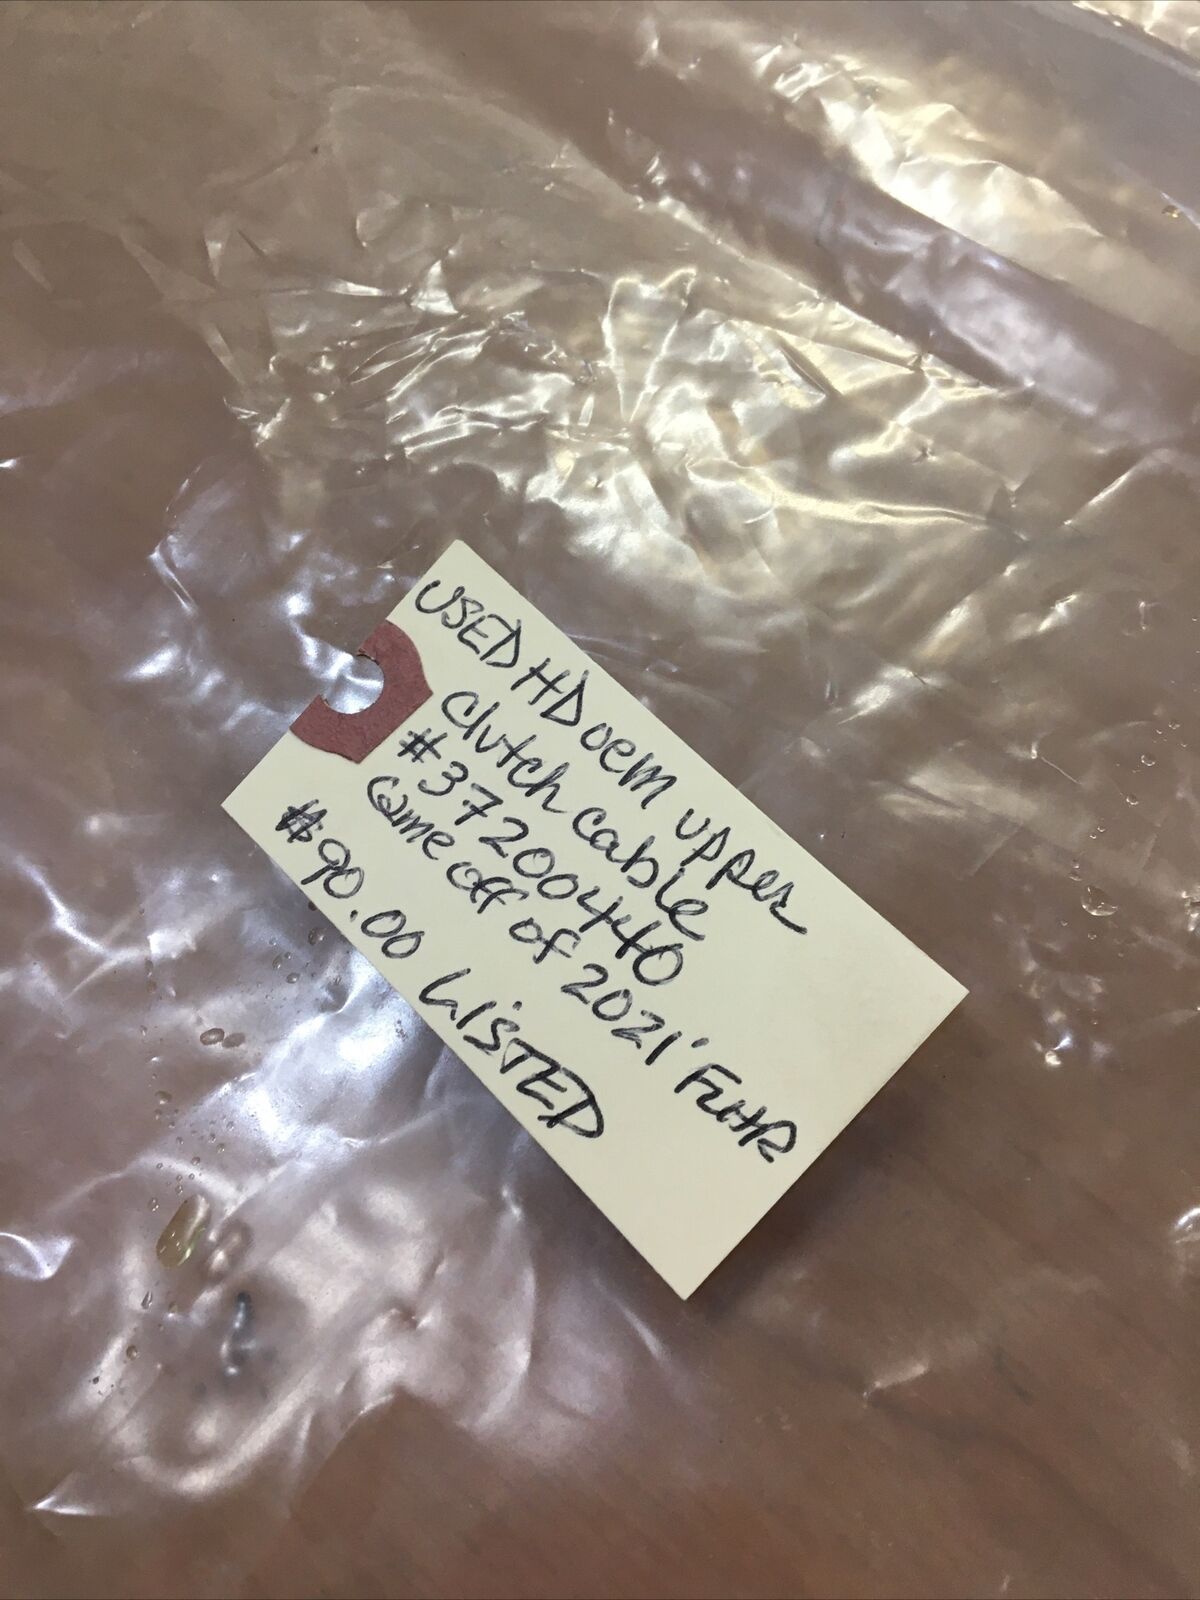 USED HD oem upper
Clutch cable
#37200440
Came off of 2021' FLHR
$90.00 LISTED